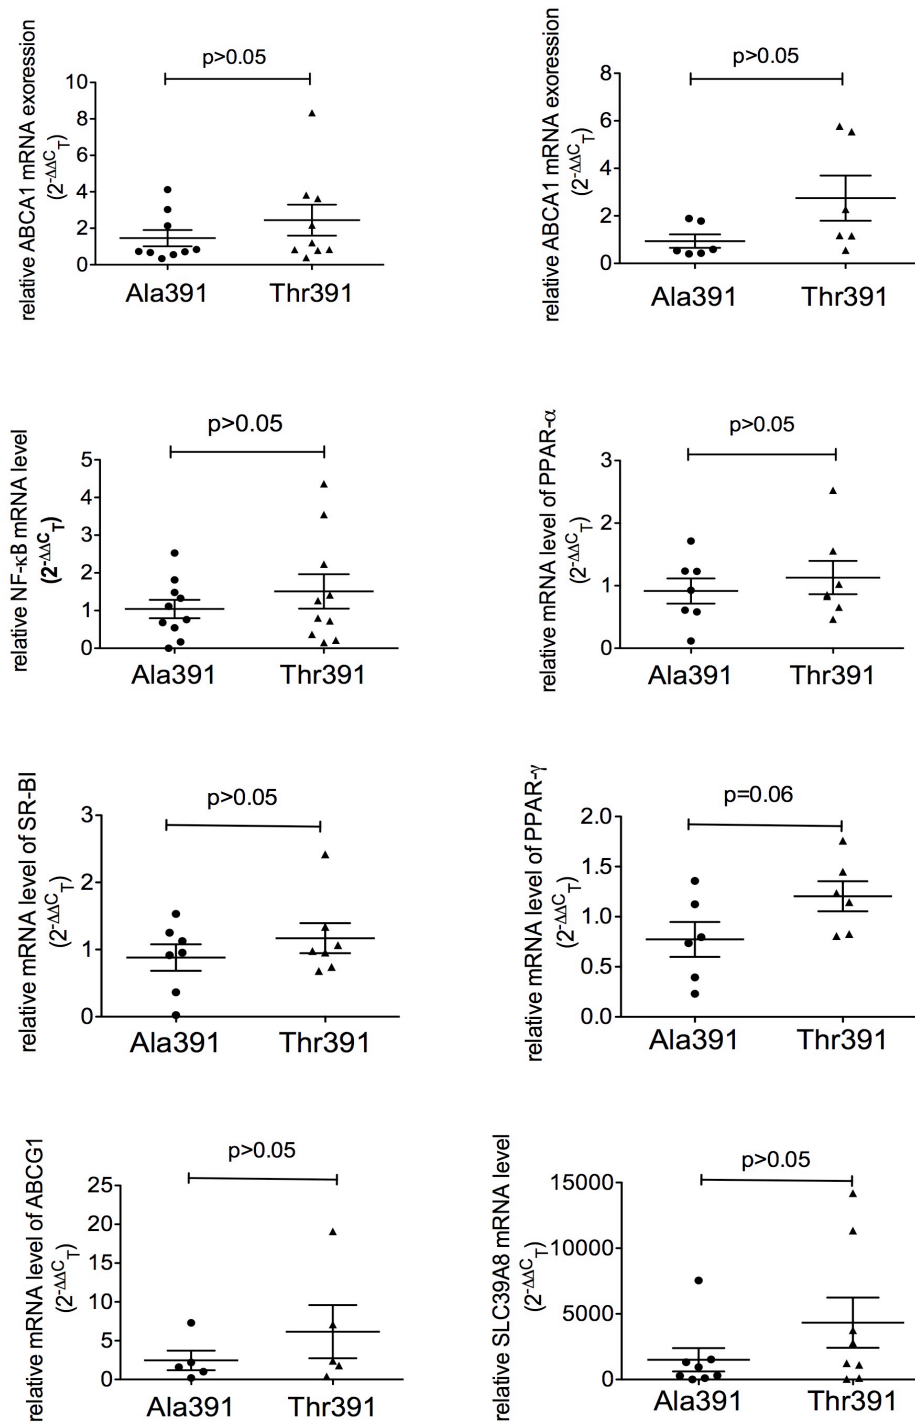 p>0.05
relative ABCA1 mRNA exoression
(2-ΔΔCT)
10
8
6
4
2
0
Ala391
Thr391
p>0.05
relative ABCA1 mRNA exoression
(2-ΔΔCT)
8
6
4
2
0
Ala391
Thr391
p>0.05
relative NF-κB mRNA level
(2-ΔΔCT)
5
4
3
2
1
0
Ala391
Thr391
p>0.05
relative mRNA level of PPAR-α
(2-ΔΔCT)
3
2
1
0
Ala391
Thr391
p>0.05
relative mRNA level of SR-BI
(2-ΔΔCT)
3
2
1
0
Ala391
Thr391
p=0.06
relative mRNA level of PPAR-γ
(2-ΔΔCT)
2.0
1.5
1.0
0.5
0.0
Ala391
Thr391
p>0.05
relative mRNA level of ABCG1
(2-ΔΔCT)
25
20
15
10
5
0
Ala391
Thr391
p>0.05
relative SLC39A8 mRNA level
(2-ΔΔCT)
15000
10000
5000
0
Ala391
Thr391